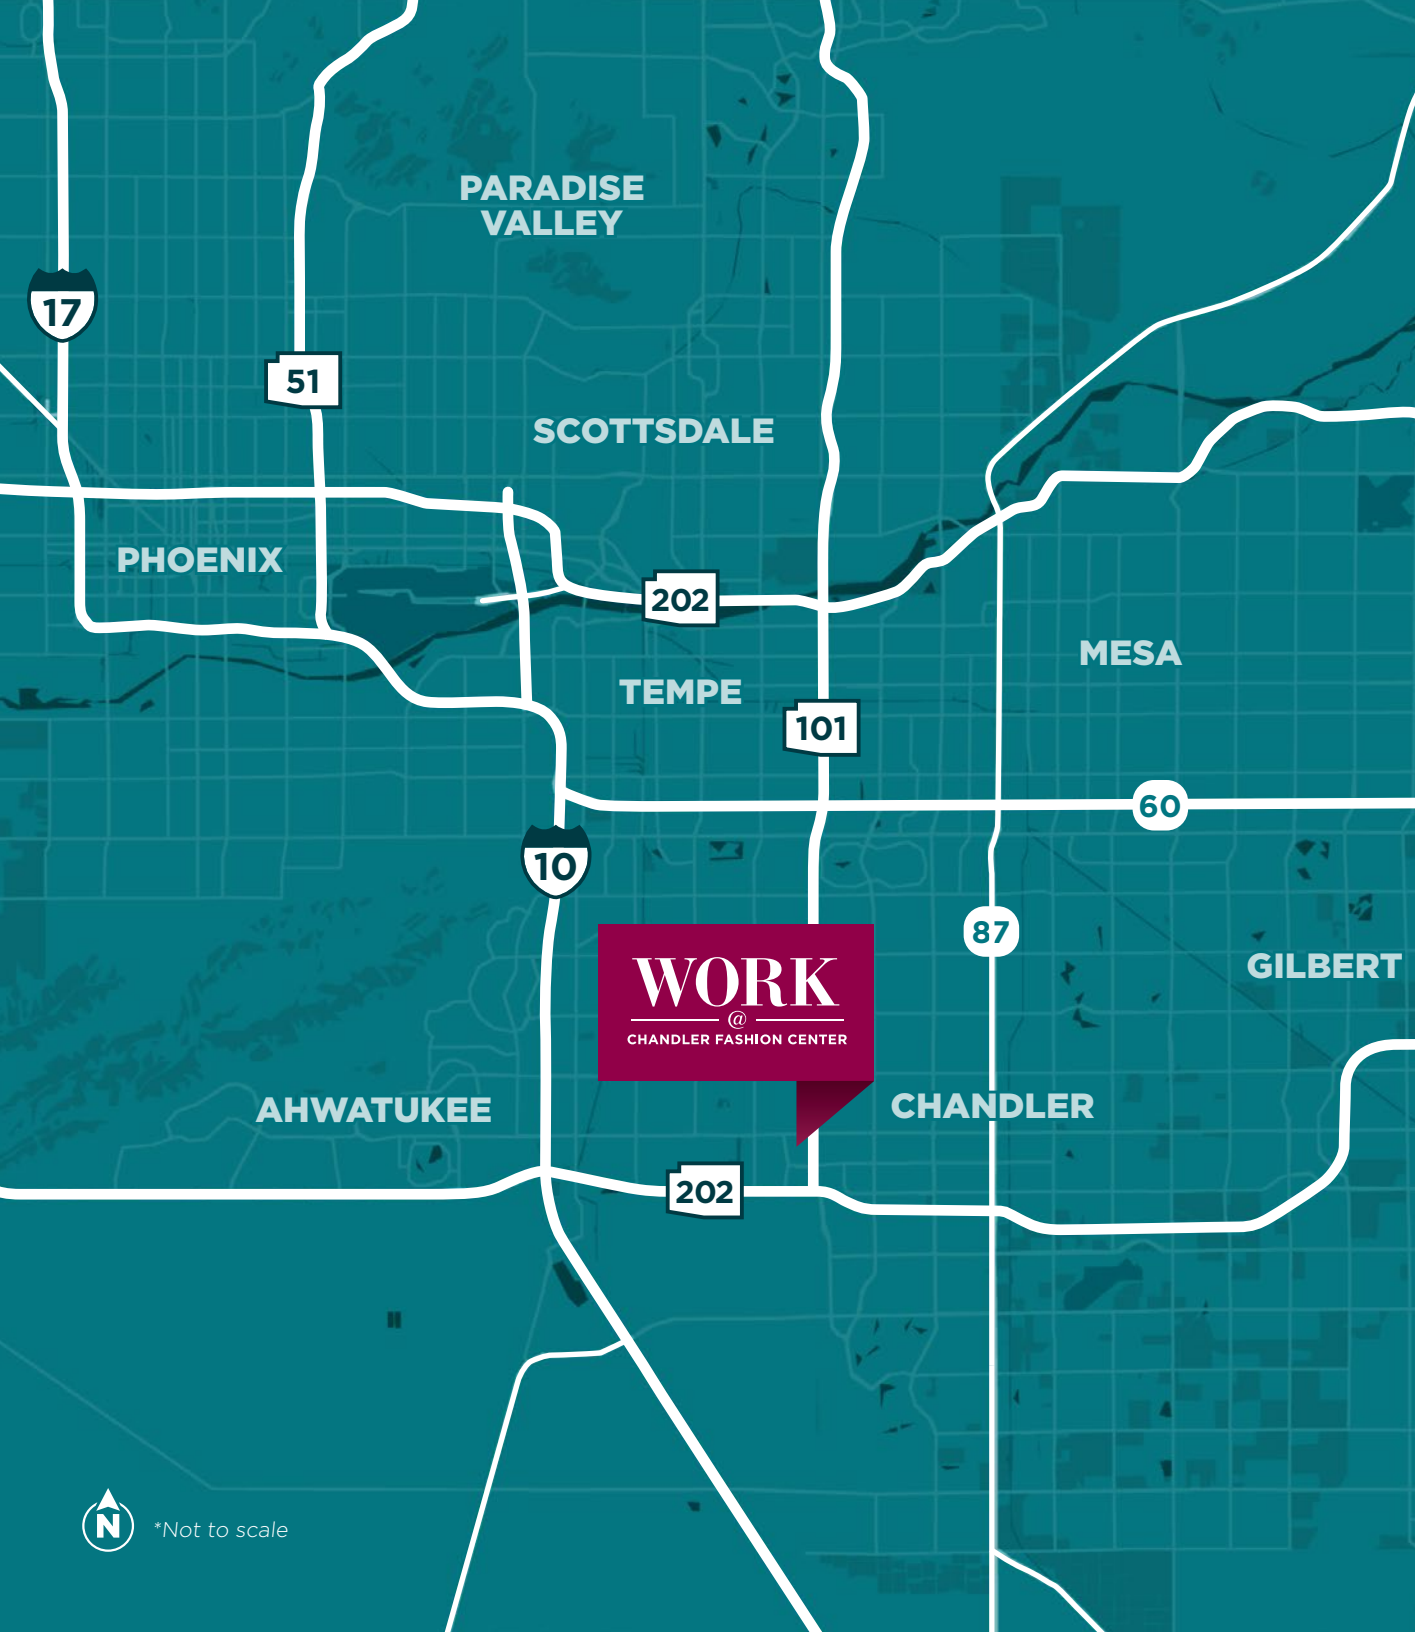 PARADISE
VALLEY
17
51
SCOTTSDALE
PHOENIX
202
MESA
TEMPE
101
60
10
87
GILBERT
WORK
@
CHANDLER FASHION CENTER
AHWATUKEE
CHANDLER
202
N
*Not to scale